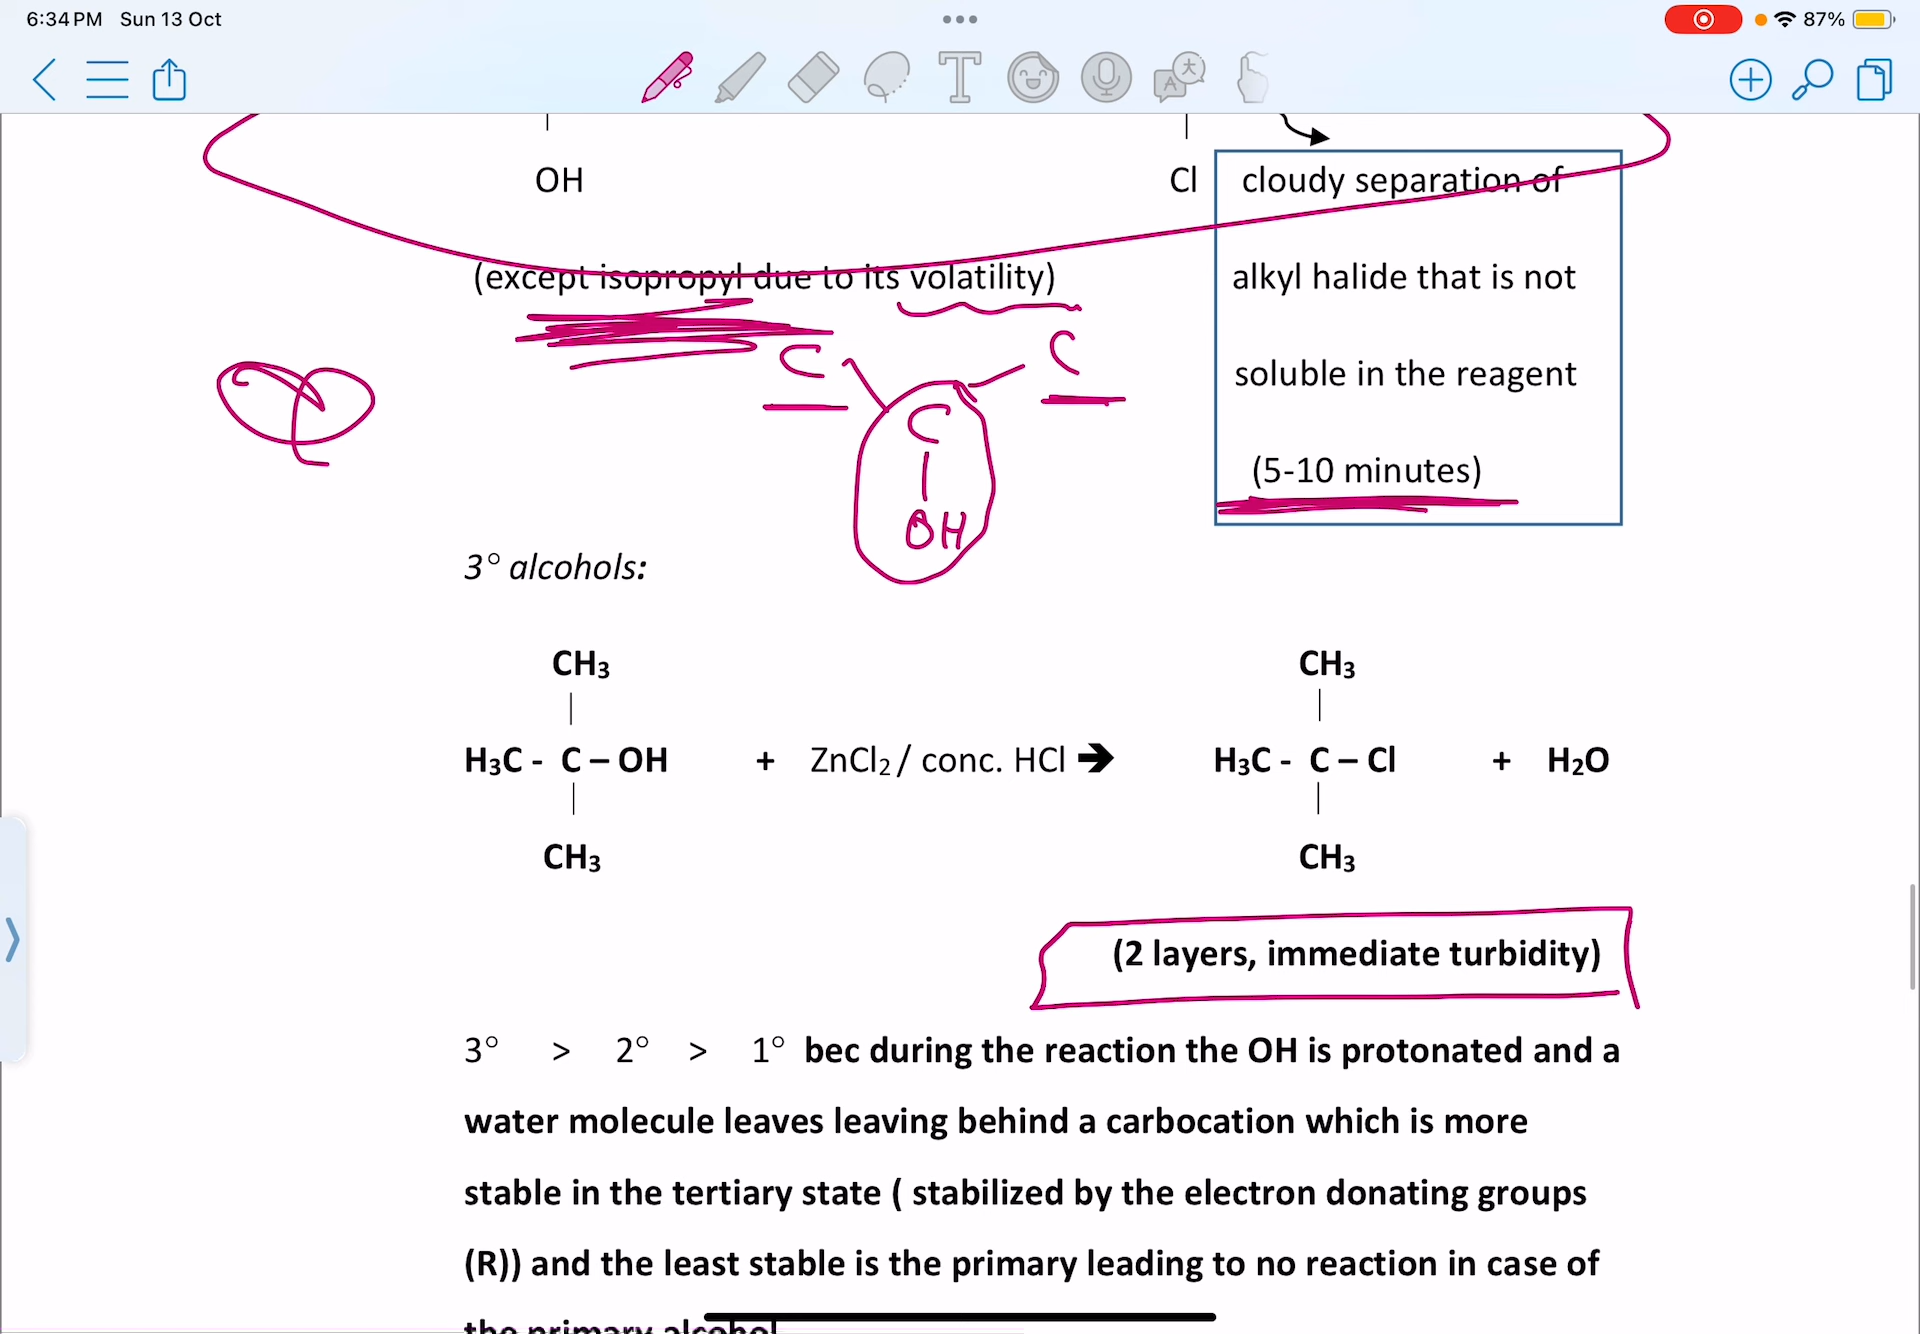 6:34 PM Sun 13 Oct
87%
OH
Cl
cloudy separation of
(except isopropyl due to its volatility)
alkyl halide that is not
C
C
soluble in the reagent
C
(5-10 minutes)
OH
3° alcohols:
CH₃ CH₃
| |
H₃C - C – OH + ZnCl₂ / conc. HCl ➔ H₃C - C – Cl + H₂O
| |
CH₃ CH₃
(2 layers, immediate turbidity)
3° > 2° > 1° bec during the reaction the OH is protonated and a
water molecule leaves leaving behind a carbocation which is more
stable in the tertiary state ( stabilized by the electron donating groups
(R)) and the least stable is the primary leading to no reaction in case of
the primary alcohol